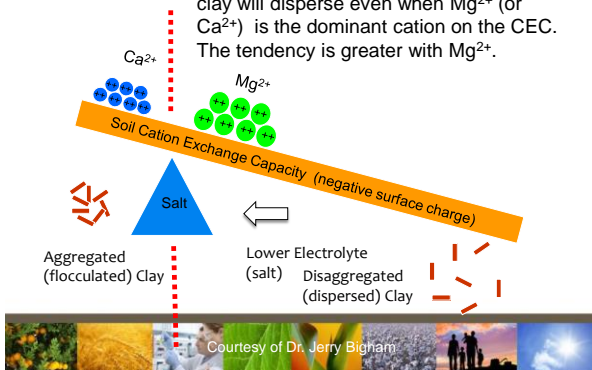 clay will disperse even when Mg²⁺ (or
Ca²⁺) is the dominant cation on the CEC.
The tendency is greater with Mg²⁺.
Ca²⁺
Mg²⁺
++ ++ ++
++ ++ ++ ++
++ ++ ++
++ ++ ++ ++
Soil Cation Exchange Capacity (negative surface charge)
Salt
Aggregated
(flocculated) Clay
Lower Electrolyte
(salt)
Disaggregated
(dispersed) Clay
Courtesy of Dr. Jerry Bigham